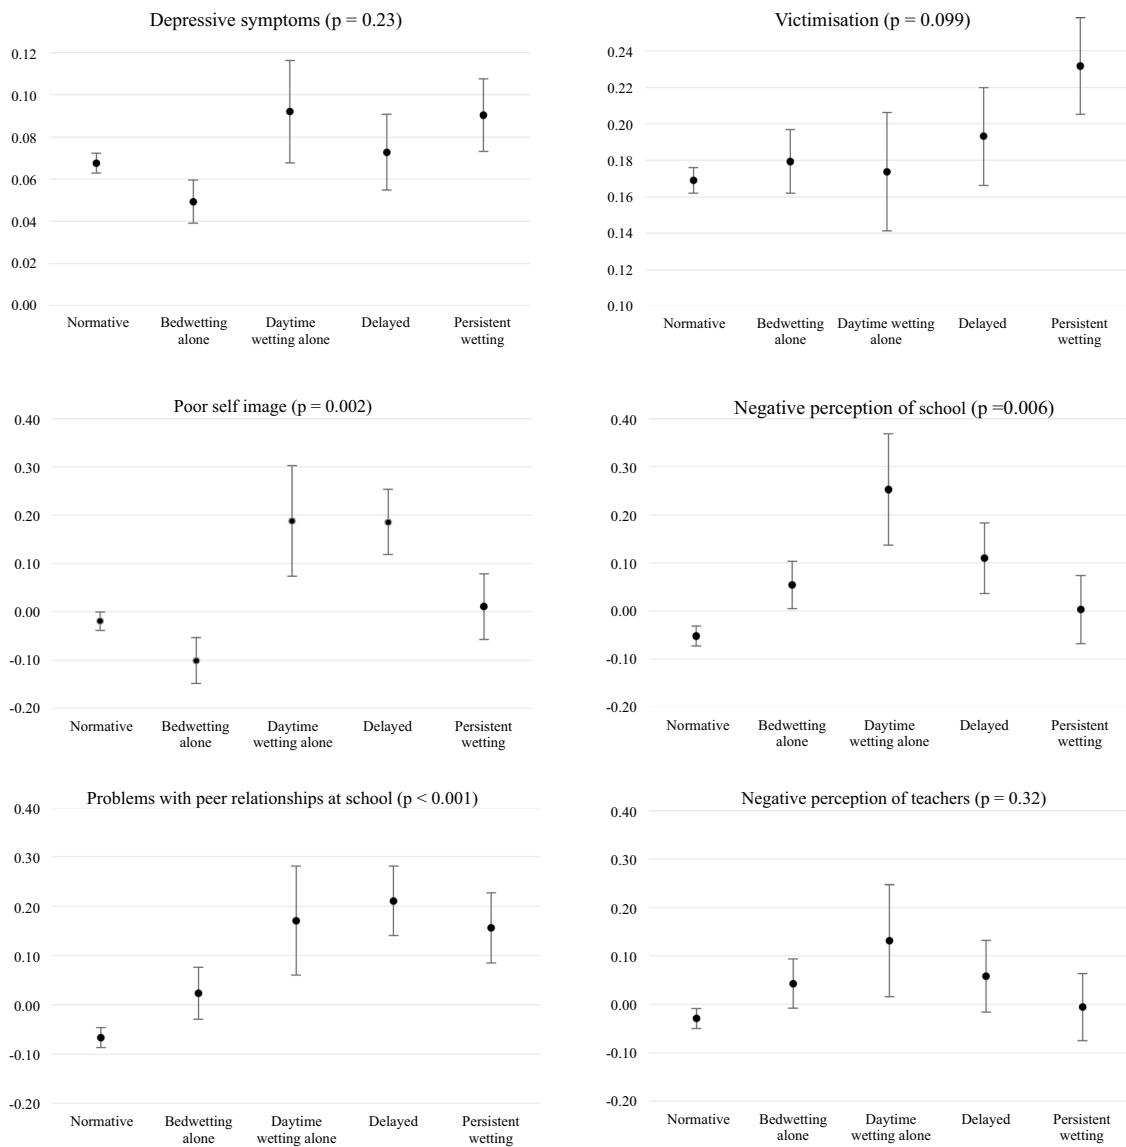 Depressive symptoms (p = 0.23)
0.12
0.10
0.08
0.06
0.04
0.02
0.00
Normative
Bedwetting
alone
Daytime
wetting alone
Delayed
Persistent
wetting
Victimisation (p = 0.099)
0.24
0.22
0.20
0.18
0.16
0.14
0.12
0.10
Normative
Bedwetting
alone
Daytime wetting
alone
Delayed
Persistent
wetting
Poor self image (p = 0.002)
0.40
0.30
0.20
0.10
0.00
-0.10
-0.20
Normative
Bedwetting
alone
Daytime
wetting alone
Delayed
Persistent
wetting
Negative perception of school (p =0.006)
0.40
0.30
0.20
0.10
0.00
-0.10
-0.20
Normative
Bedwetting
alone
Daytime
wetting alone
Delayed
Persistent
wetting
Problems with peer relationships at school (p < 0.001)
0.40
0.30
0.20
0.10
0.00
-0.10
-0.20
Normative
Bedwetting
alone
Daytime
wetting alone
Delayed
Persistent
wetting
Negative perception of teachers (p = 0.32)
0.40
0.30
0.20
0.10
0.00
-0.10
-0.20
Normative
Bedwetting
alone
Daytime
wetting alone
Delayed
Persistent
wetting